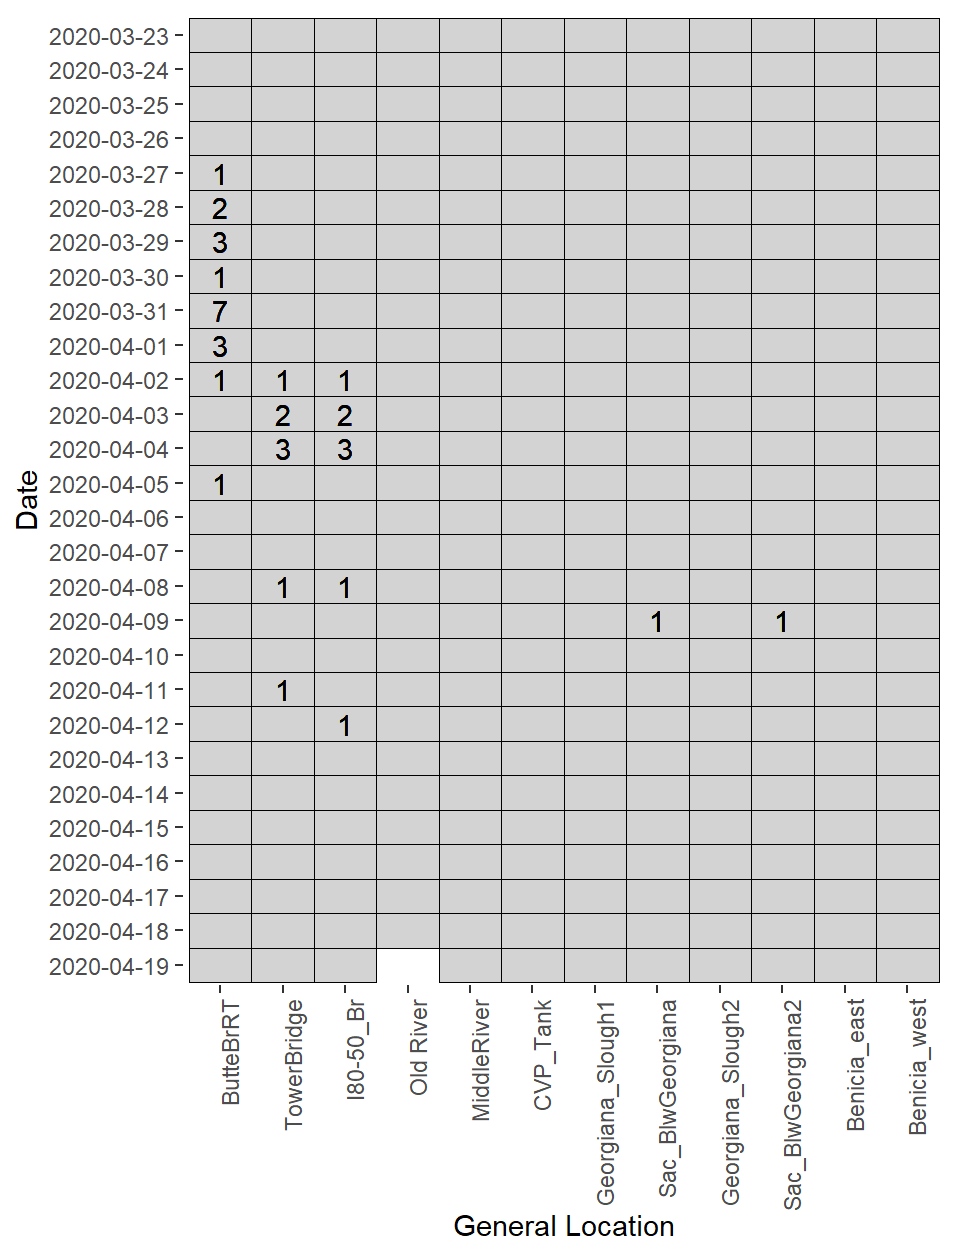 2020-03-23
2020-03-24
2020-03-25
2020-03-26
2020-03-27 1
2020-03-28 2
2020-03-29 3
2020-03-30 1
2020-03-31 7
2020-04-01 3
2020-04-02 1 1 1
2020-04-03 2 2
2020-04-04 3 3
2020-04-05 1
2020-04-06
2020-04-07
2020-04-08 1 1
2020-04-09 1 1
2020-04-10
2020-04-11 1
2020-04-12 1
2020-04-13
2020-04-14
2020-04-15
2020-04-16
2020-04-17
2020-04-18
2020-04-19
Date
ButteBrRT
TowerBridge
I80-50_Br
Old River
MiddleRiver
CVP_Tank
Georgiana_Slough1
Sac_BlwGeorgiana
Georgiana_Slough2
Sac_BlwGeorgiana2
Benicia_east
Benicia_west
General Location